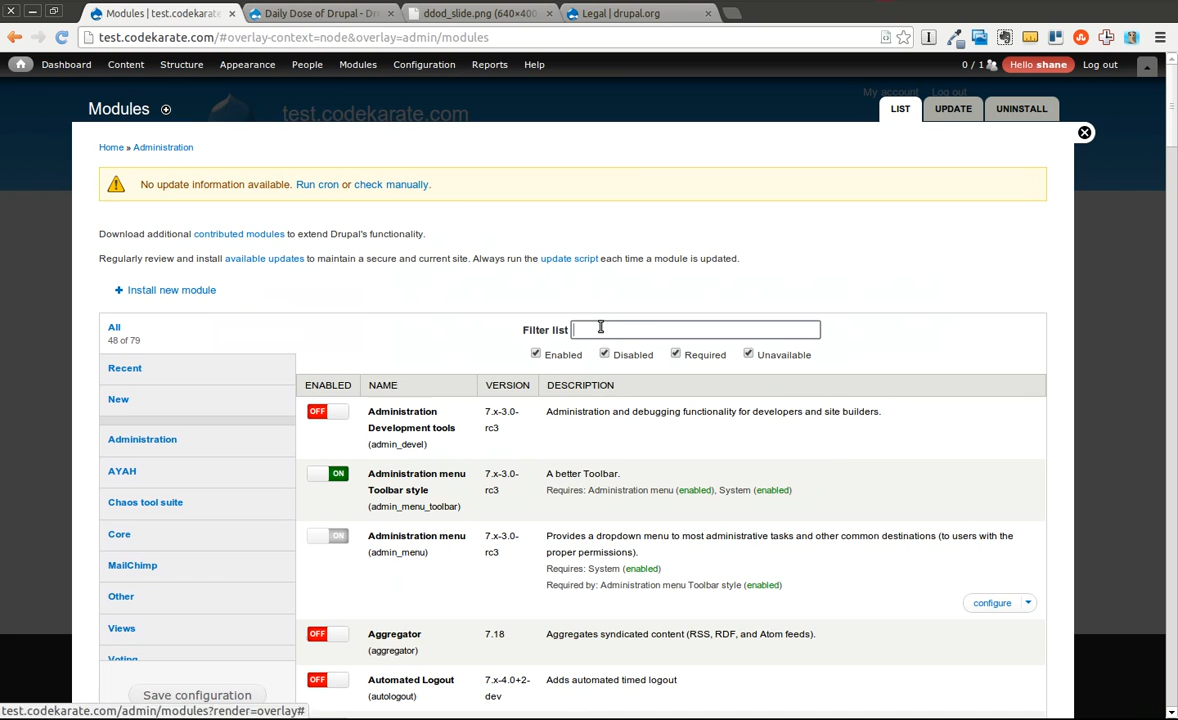 Modules | test.codekarate
Daily Dose of Drupal - Dru
ddod_slide.png (640×400
Legal | drupal.org
test.codekarate.com/#overlay-context=node&overlay=admin/modules
Dashboard Content Structure Appearance People Modules Configuration Reports Help 0 / 1 Hello shane Log out
My account Log out
Modules
test.codekarate.com
LIST UPDATE UNINSTALL
Home » Administration
No update information available. Run cron or check manually.
Download additional contributed modules to extend Drupal's functionality.
Regularly review and install available updates to maintain a secure and current site. Always run the update script each time a module is updated.
+ Install new module
All
48 of 79
Recent
New
Administration
AYAH
Chaos tool suite
Core
MailChimp
Other
Views
Voting
Save configuration
Filter list
Enabled Disabled Required Unavailable
ENABLED NAME VERSION DESCRIPTION
OFF Administration 7.x-3.0- Administration and debugging functionality for developers and site builders.
Development tools rc3
(admin_devel)
ON Administration menu 7.x-3.0- A better Toolbar.
Toolbar style rc3 Requires: Administration menu (enabled), System (enabled)
(admin_menu_toolbar)
ON Administration menu 7.x-3.0- Provides a dropdown menu to most administrative tasks and other common destinations (to users with the
(admin_menu) rc3 proper permissions).
Requires: System (enabled)
Required by: Administration menu Toolbar style (enabled)
configure
OFF Aggregator 7.18 Aggregates syndicated content (RSS, RDF, and Atom feeds).
(aggregator)
OFF Automated Logout 7.x-4.0+2- Adds automated timed logout
(autologout) dev
test.codekarate.com/admin/modules?render=overlay#